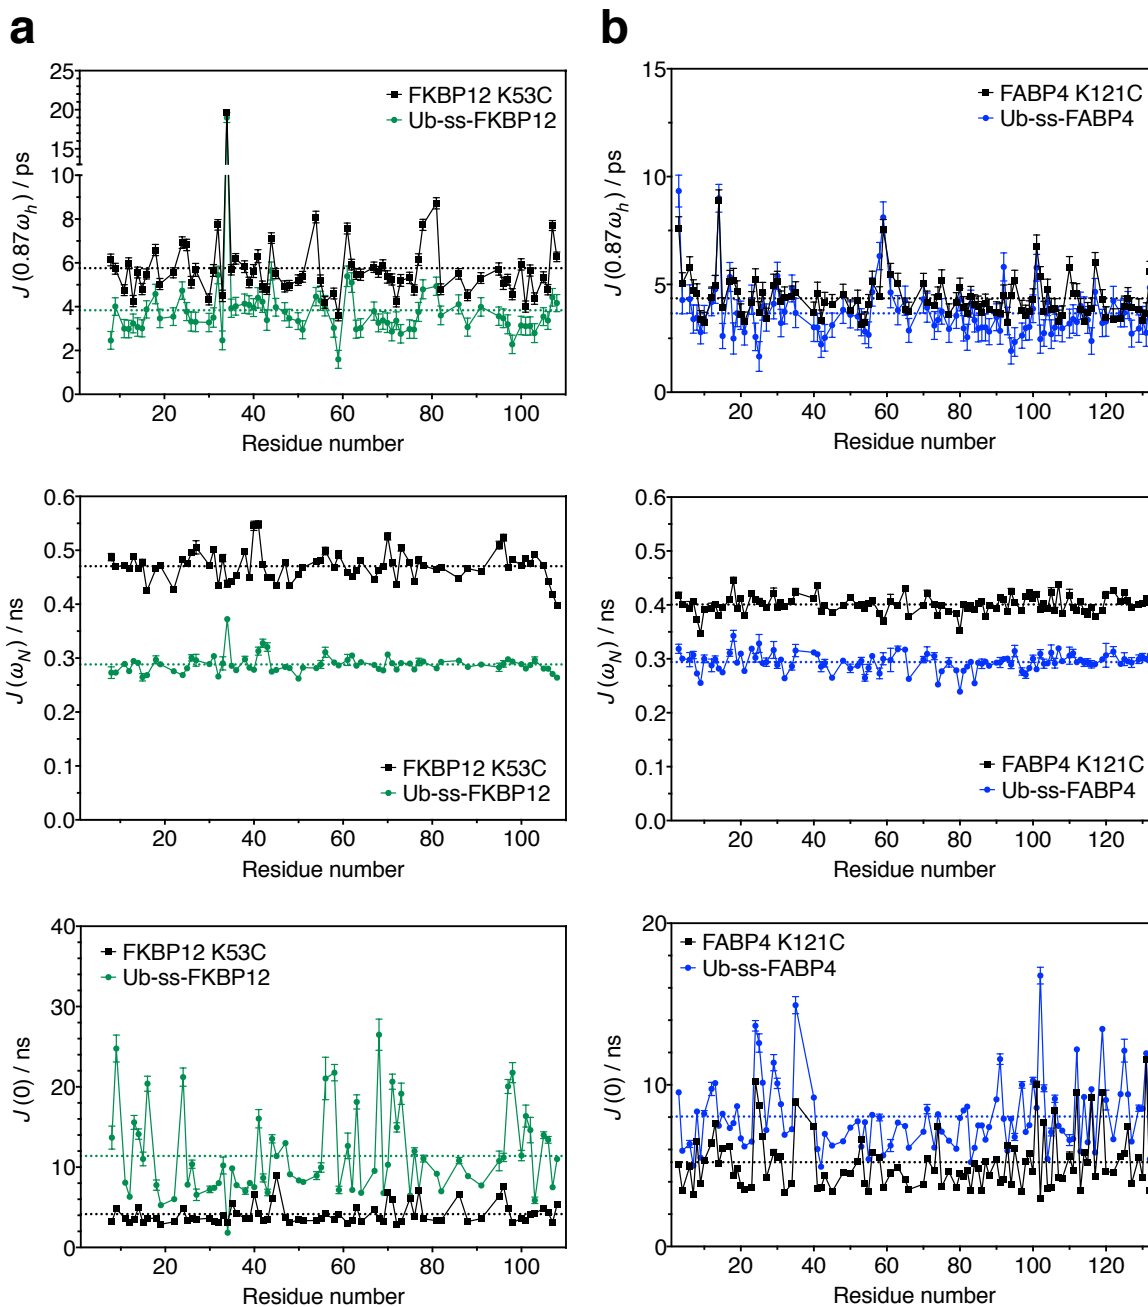 a
25
20
15
10
8
6
4
2
0
J(0.87ωh) / ps
FKBP12 K53C
Ub-ss-FKBP12
20 40 60 80 100
Residue number
b
15
10
5
0
J(0.87ωh) / ps
FABP4 K121C
Ub-ss-FABP4
20 40 60 80 100 120
Residue number
0.6
0.5
0.4
0.3
0.2
0.1
0.0
J(ωN) / ns
FKBP12 K53C
Ub-ss-FKBP12
20 40 60 80 100
Residue number
0.6
0.5
0.4
0.3
0.2
0.1
0.0
J(ωN) / ns
FABP4 K121C
Ub-ss-FABP4
20 40 60 80 100 120
Residue number
40
30
20
10
0
J(0) / ns
FKBP12 K53C
Ub-ss-FKBP12
20 40 60 80 100
Residue number
20
15
10
5
0
J(0) / ns
FABP4 K121C
Ub-ss-FABP4
20 40 60 80 100 120
Residue number